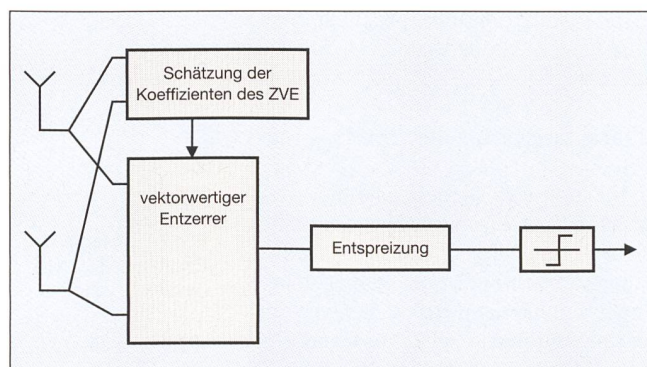 Schätzung der
Koeffizienten des ZVE
vektorwertiger
Entzerrer
Entspreizung